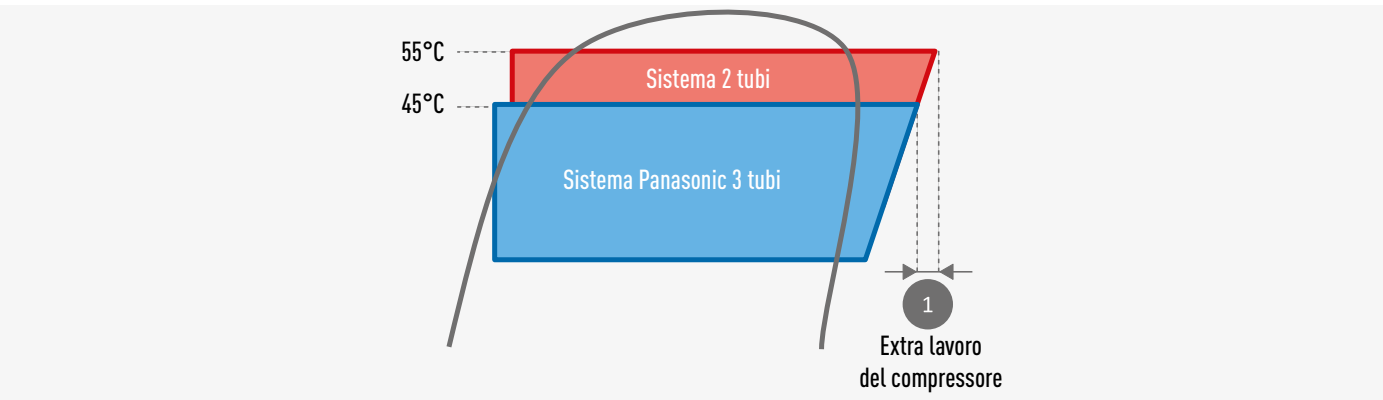 55°C
Sistema 2 tubi
45°C
Sistema Panasonic 3 tubi
1
Extra lavoro
del compressore